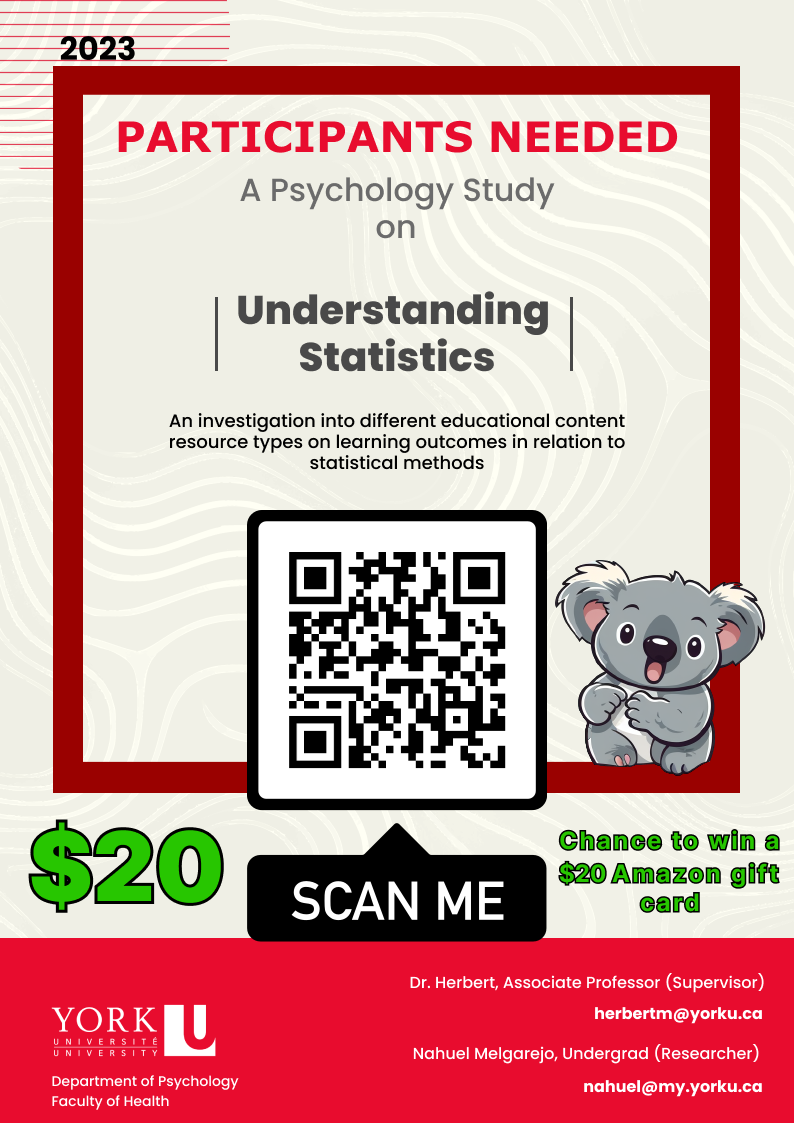 2023
PARTICIPANTS NEEDED
A Psychology Study
on
Understanding
Statistics
An investigation into different educational content
resource types on learning outcomes in relation to
statistical methods
$20
SCAN ME
Chance to win a
$20 Amazon gift
card
YORK U
UNIVERSITÉ
UNIVERSITY
Department of Psychology
Faculty of Health
Dr. Herbert, Associate Professor (Supervisor)
herbertm@yorku.ca
Nahuel Melgarejo, Undergrad (Researcher)
nahuel@my.yorku.ca